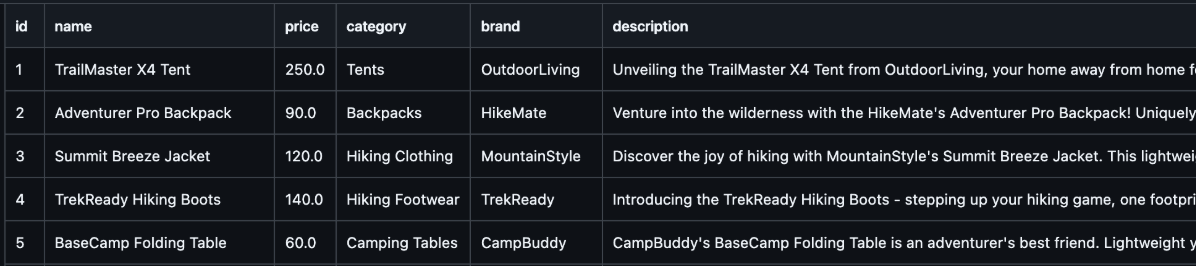 id name price category brand description
1 TrailMaster X4 Tent 250.0 Tents OutdoorLiving Unveiling the TrailMaster X4 Tent from OutdoorLiving, your home away from home
2 Adventurer Pro Backpack 90.0 Backpacks HikeMate Venture into the wilderness with the HikeMate's Adventurer Pro Backpack! Uniquely
3 Summit Breeze Jacket 120.0 Hiking Clothing MountainStyle Discover the joy of hiking with MountainStyle's Summit Breeze Jacket. This
4 TrekReady Hiking Boots 140.0 Hiking Footwear TrekReady Introducing the TrekReady Hiking Boots - stepping up your hiking game, one
5 BaseCamp Folding Table 60.0 Camping Tables CampBuddy CampBuddy's BaseCamp Folding Table is an adventurer's best friend. Lightweight